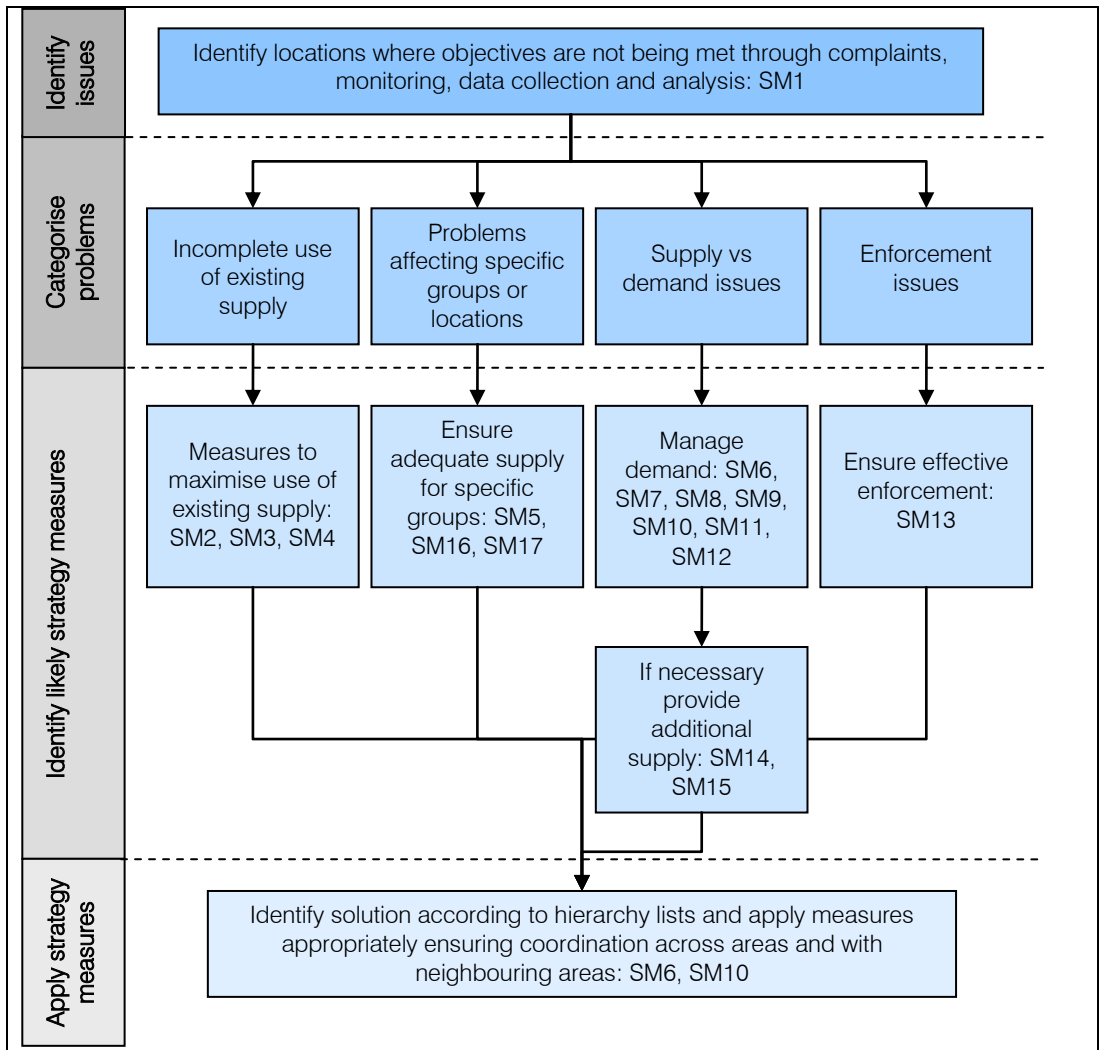 Identify
issues
Identify locations where objectives are not being met through complaints,
monitoring, data collection and analysis: SM1
Categorise
problems
Incomplete use
of existing
supply
Problems
affecting specific
groups or
locations
Supply vs
demand issues
Enforcement
issues
Identify likely strategy measures
Measures to
maximise use of
existing supply:
SM2, SM3, SM4
Ensure
adequate supply
for specific
groups: SM5,
SM16, SM17
Manage
demand: SM6,
SM7, SM8, SM9,
SM10, SM11,
SM12
Ensure effective
enforcement:
SM13
If necessary
provide
additional
supply: SM14,
SM15
Apply strategy
measures
Identify solution according to hierarchy lists and apply measures
appropriately ensuring coordination across areas and with
neighbouring areas: SM6, SM10